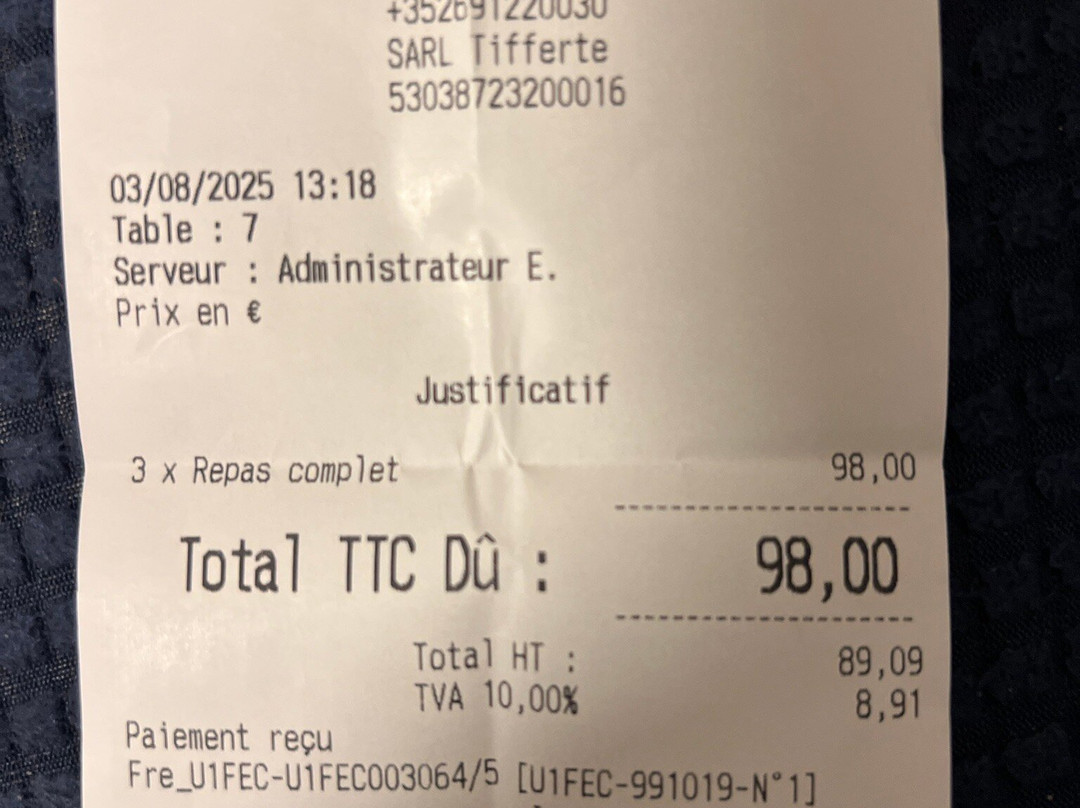 +352691220030
SARL Tifferte
53038723200016
03/08/2025 13:18
Table : 7
Serveur : Administrateur E.
Prix en €
Justificatif
3 x Repas complet 98,00
Total TTC Dû : 98,00
Total HT : 89,09
TVA 10,00% 8,91
Paiement reçu
Fre_U1FEC-U1FEC003064/5 [U1FEC-991019-N°1]